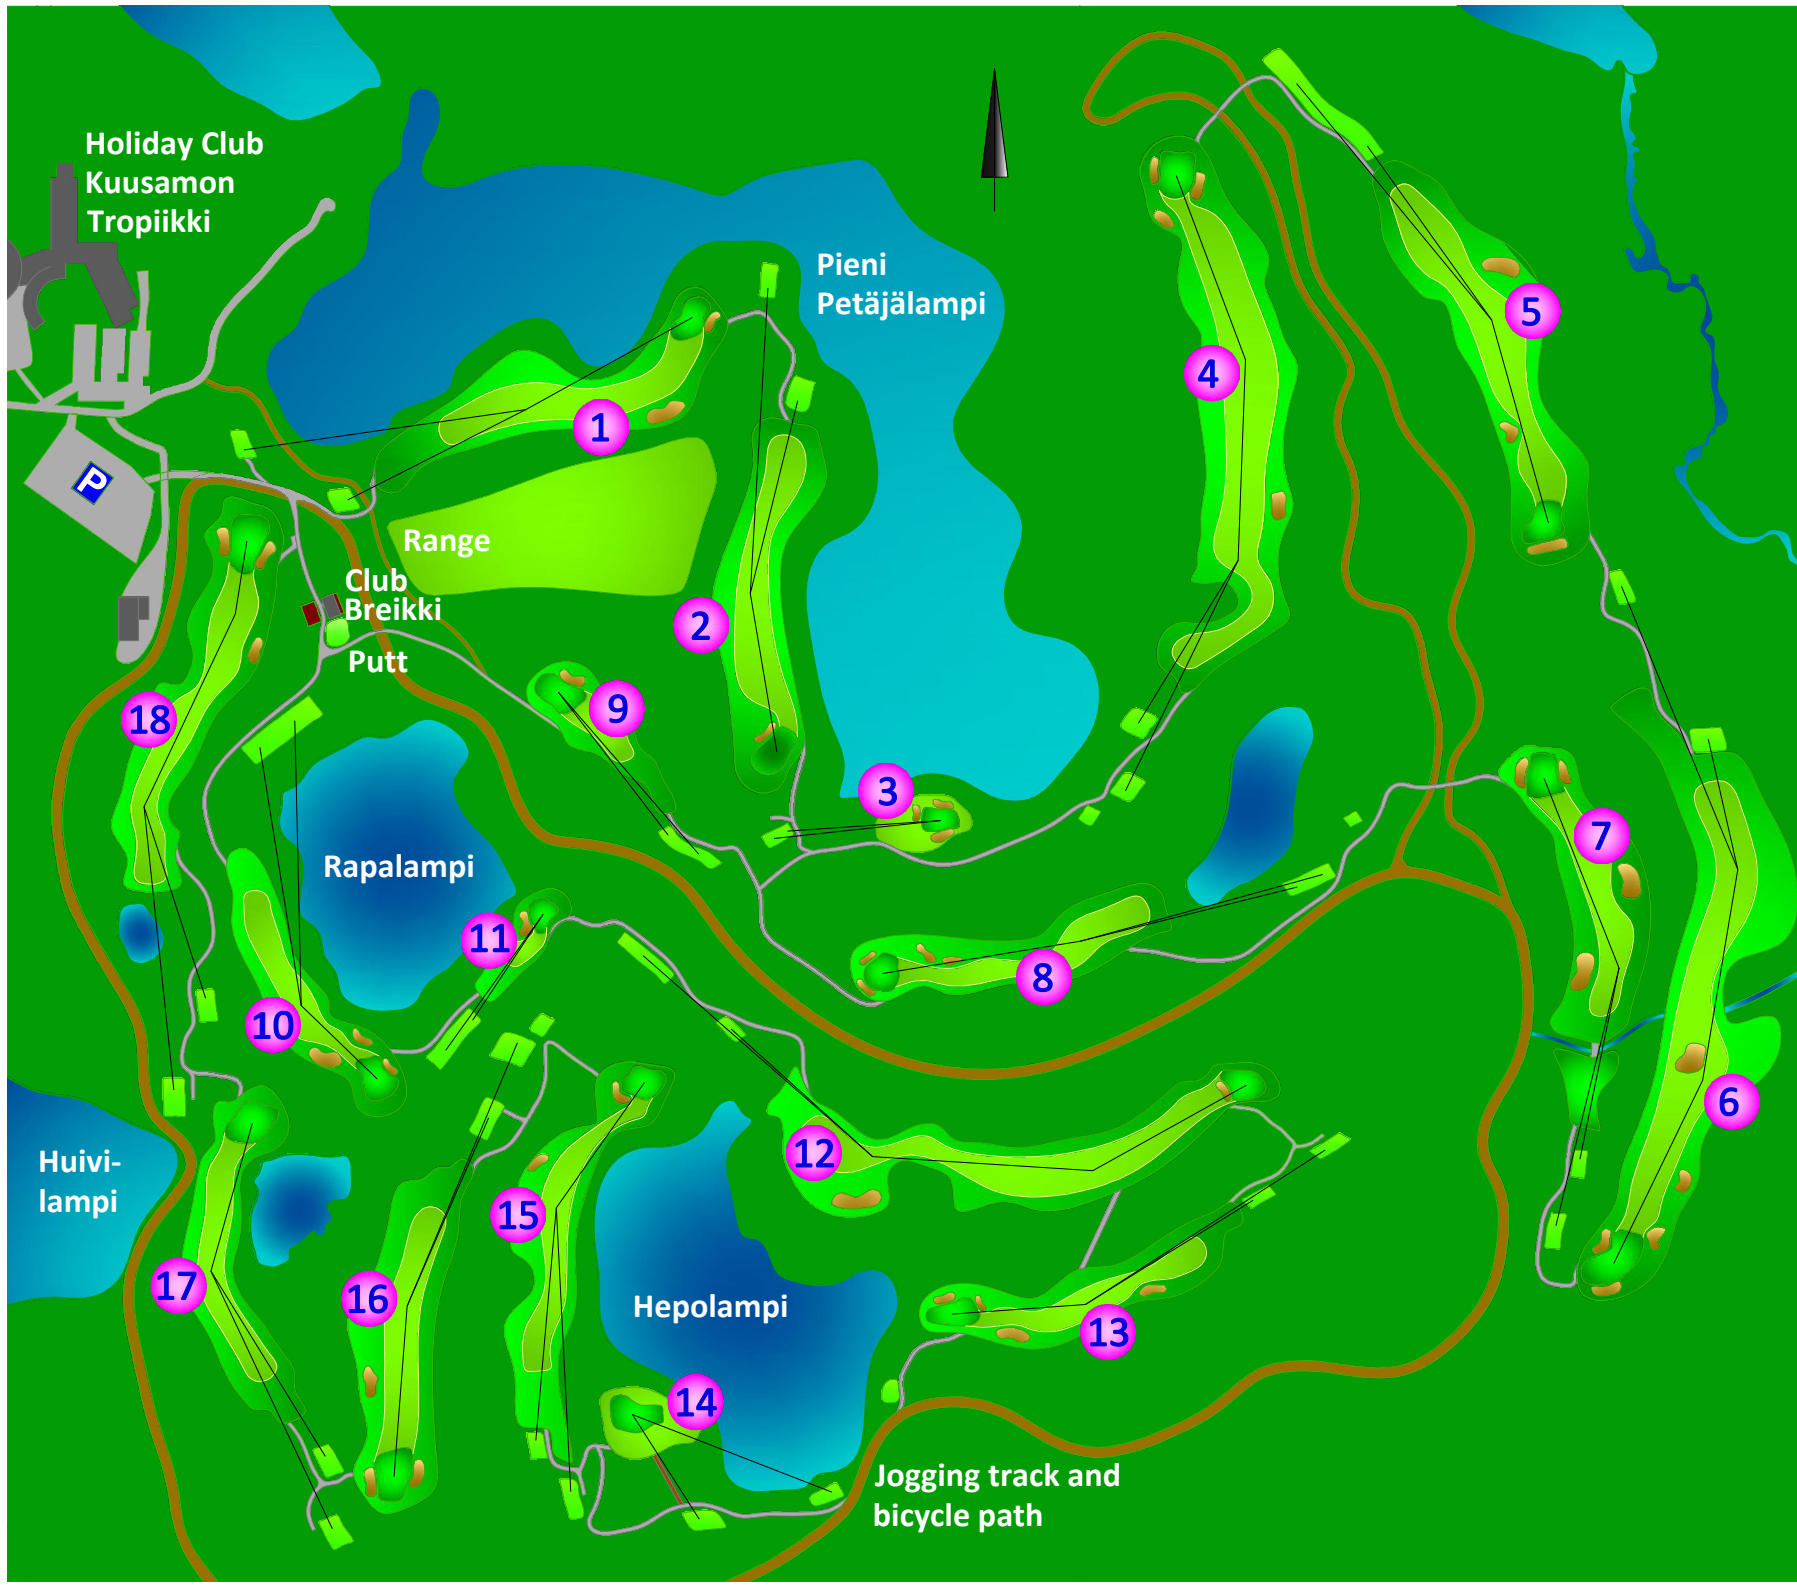 Holiday Club
Kuusamon
Tropiikki
Pieni
Petäjälampi
5
4
1
P
Range
Club
Breikki
2
Putt
9
18
3
7
Rapalampi
11
8
10
6
12
Huivi-
lampi
15
17
16
Hepolampi
13
14
Jogging track and
bicycle path